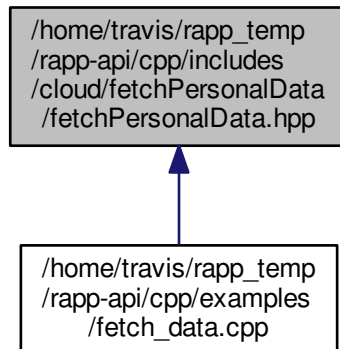 /home/travis/rapp_temp
/rapp-api/cpp/includes
/cloud/fetchPersonalData
/fetchPersonalData.hpp
/home/travis/rapp_temp
/rapp-api/cpp/examples
/fetch_data.cpp